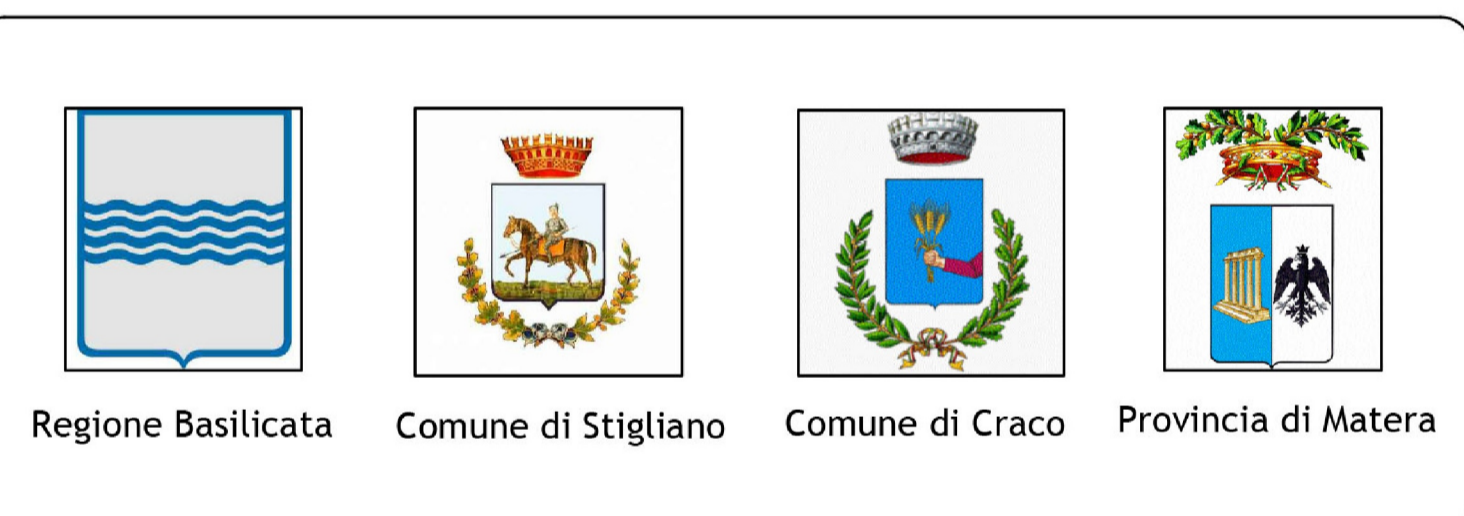 Regione Basilicata
Comune di Stigliano
Comune di Craco
Provincia di Matera